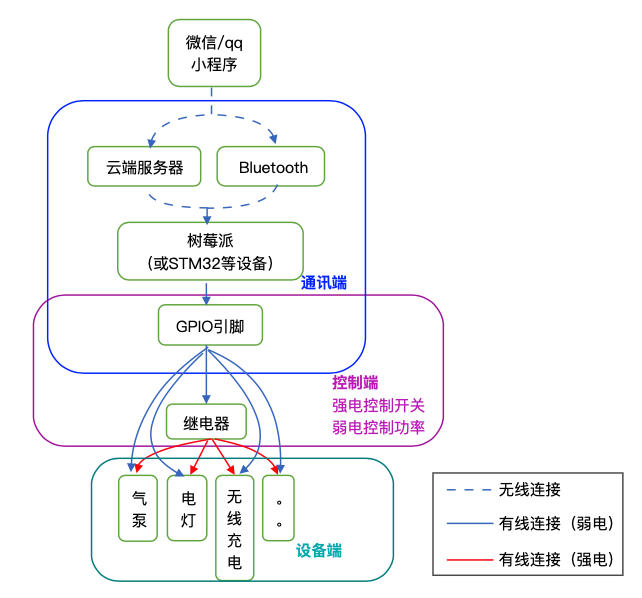 微信/qq
小程序
云端服务器
Bluetooth
树莓派
（或STM32等设备）
通讯端
GPIO引脚
控制端
强电控制开关
弱电控制功率
继电器
气
泵
电
灯
无
线
充
电
。
。
设备端
无线连接
有线连接（弱电）
有线连接（强电）